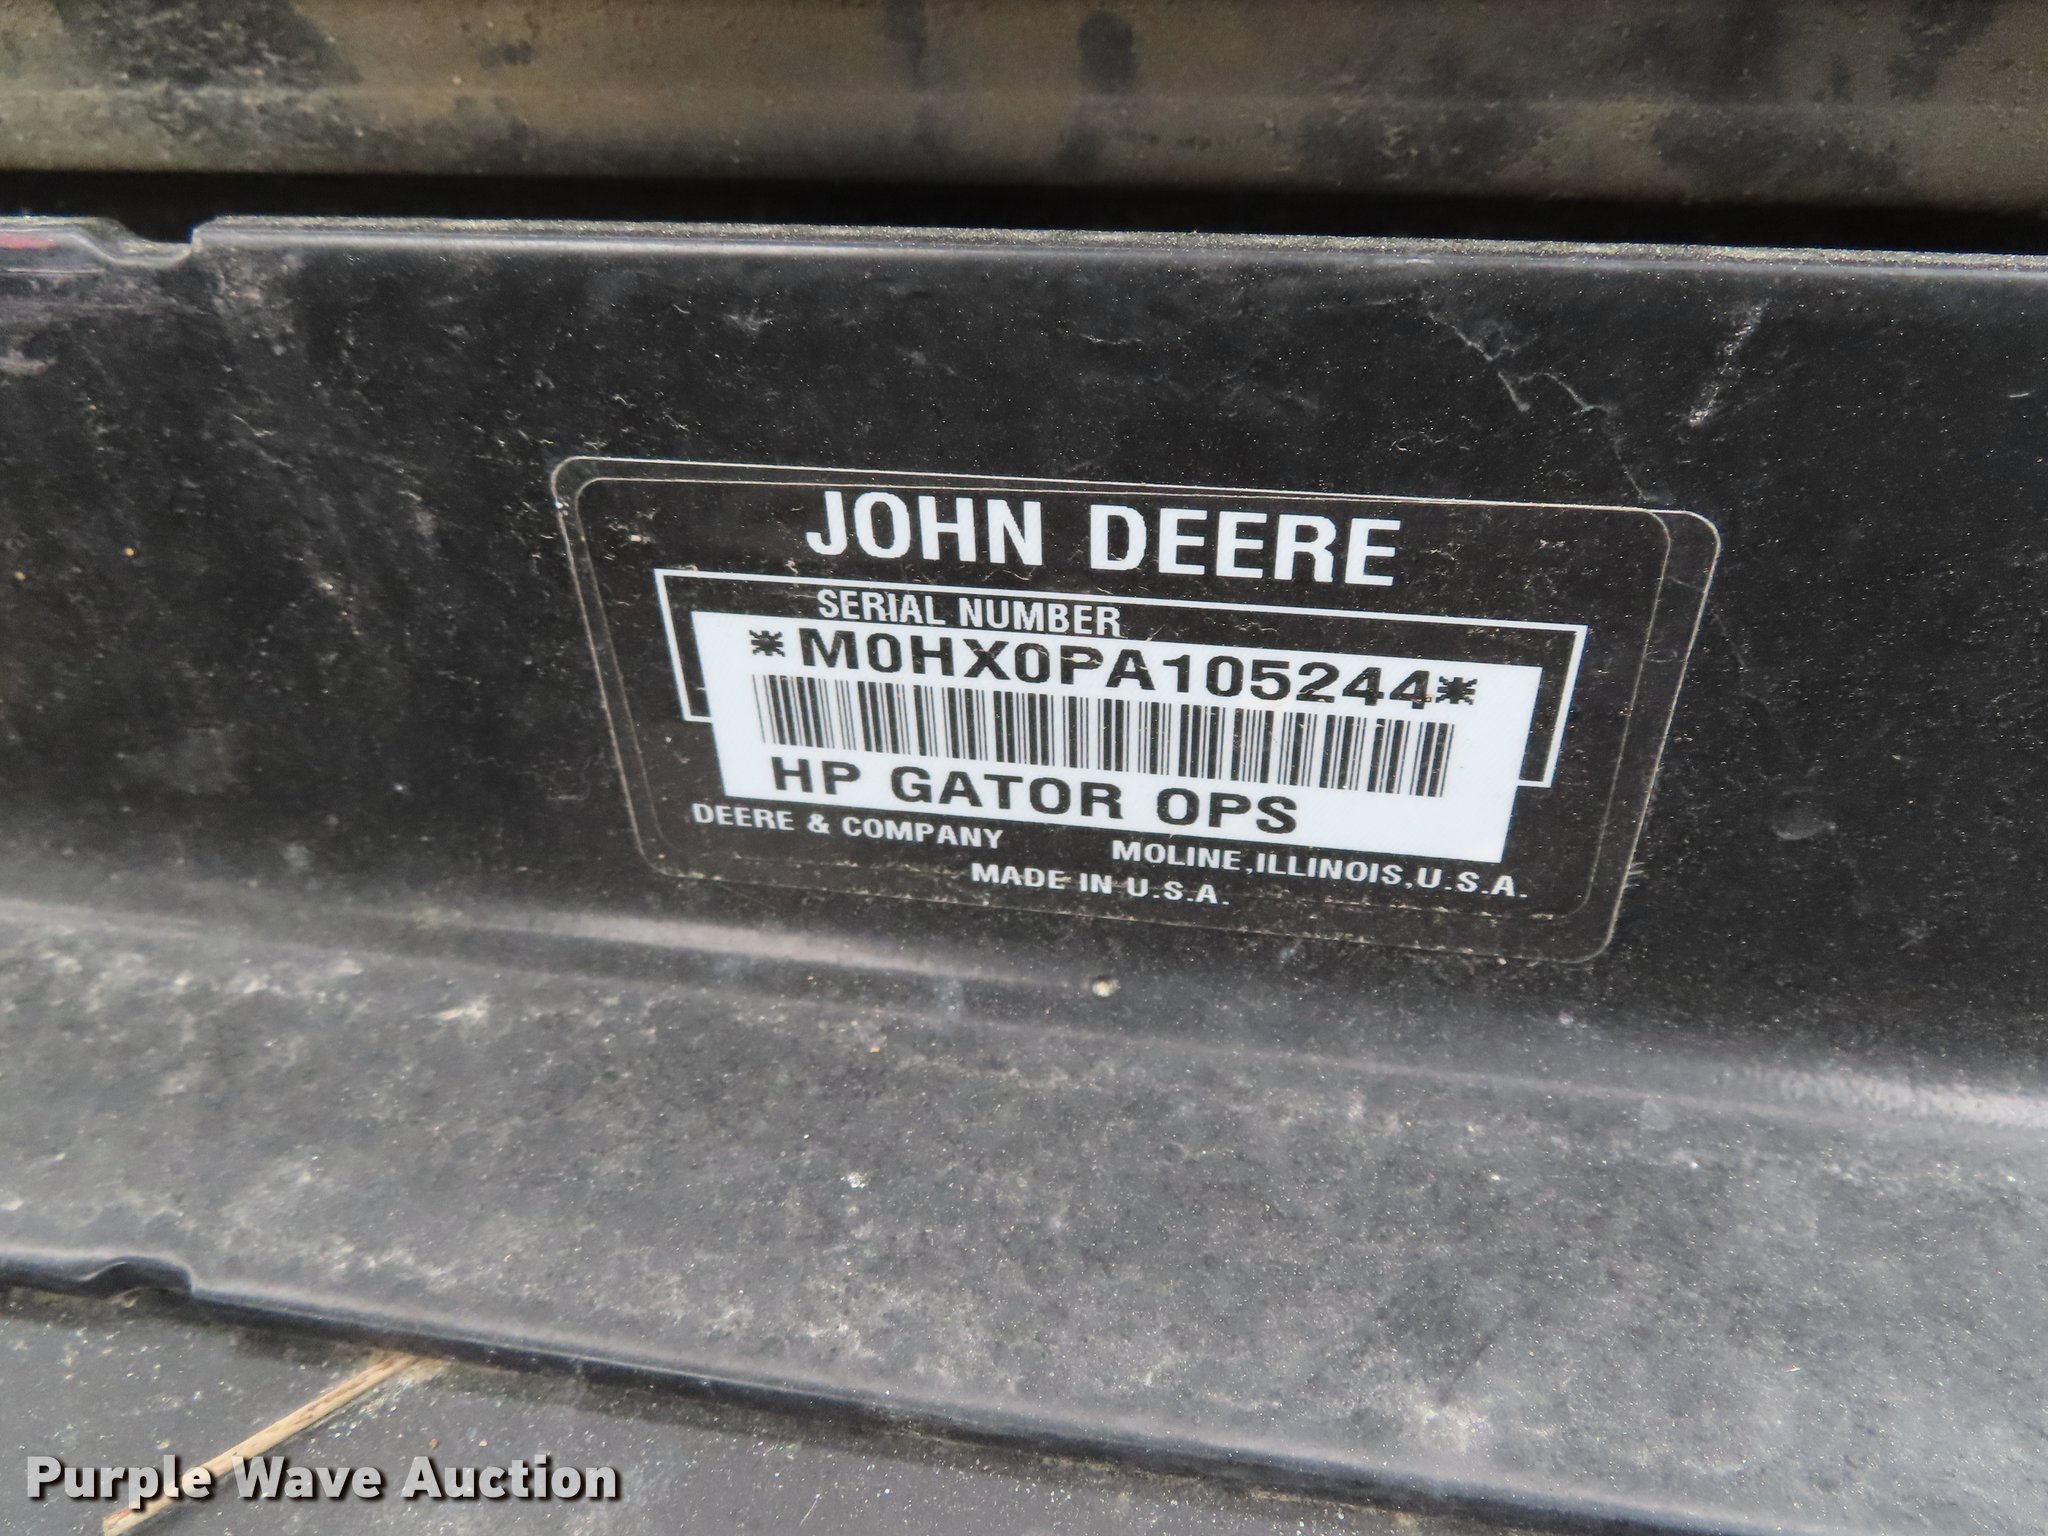 JOHN DEERE
SERIAL NUMBER
*M0HX0PA105244*
HP GATOR OPS
DEERE & COMPANY MOLINE,ILLINOIS,U.S.A.
MADE IN U.S.A.
Purple Wave Auction